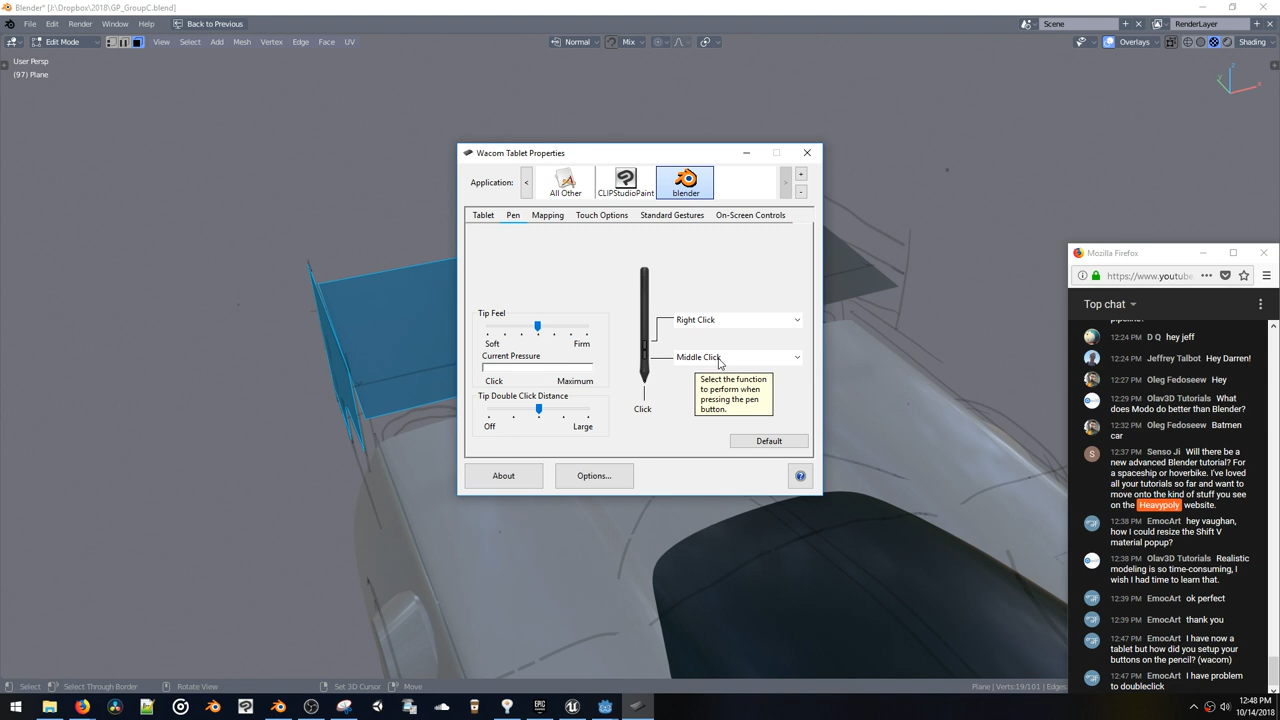 Blender* [J:\Dropbox\2018\GP_GroupC.blend]
File Edit Render Window Help Back to Previous Scene RenderLayer
Edit Mode View Select Add Mesh Vertex Edge Face UV Normal Mix Overlays Shading
User Persp
(97) Plane
Wacom Tablet Properties
Application: < All Other CLIPStudioPaint blender > + -
Tablet Pen Mapping Touch Options Standard Gestures On-Screen Controls
Tip Feel
Soft Firm
Current Pressure
Click Maximum
Tip Double Click Distance
Off Large
Right Click
Middle Click
Select the function
to perform when
pressing the pen
button.
Click
Default
About Options... ?
Mozilla Firefox
https://www.youtube
Top chat
12:24 PM D Q hey jeff
12:24 PM Jeffrey Talbot Hey Darren!
12:27 PM Oleg Fedoseew Hey
12:29 PM Olav3D Tutorials What
does Modo do better than Blender?
12:32 PM Oleg Fedoseew Batmen
car
S 12:37 PM Senso Ji Will there be a
new advanced Blender tutorial? For
a spaceship or hoverbike. I've loved
all your tutorials so far and want to
move onto the kind of stuff you see
on the Heavypoly website.
12:38 PM EmocArt hey vaughan,
how I could resize the Shift V
material popup?
12:38 PM Olav3D Tutorials Realistic
modeling is so time-consuming, I
wish I had time to learn that.
12:39 PM EmocArt ok perfect
12:39 PM EmocArt thank you
12:47 PM EmocArt I have now a
tablet but how did you setup your
buttons on the pencil? (wacom)
12:47 PM EmocArt I have problem
to doubleclick
Select Select Through Border Rotate View Set 3D Cursor Move Plane | Verts:19/101 | Edges:
12:48 PM
10/14/2018